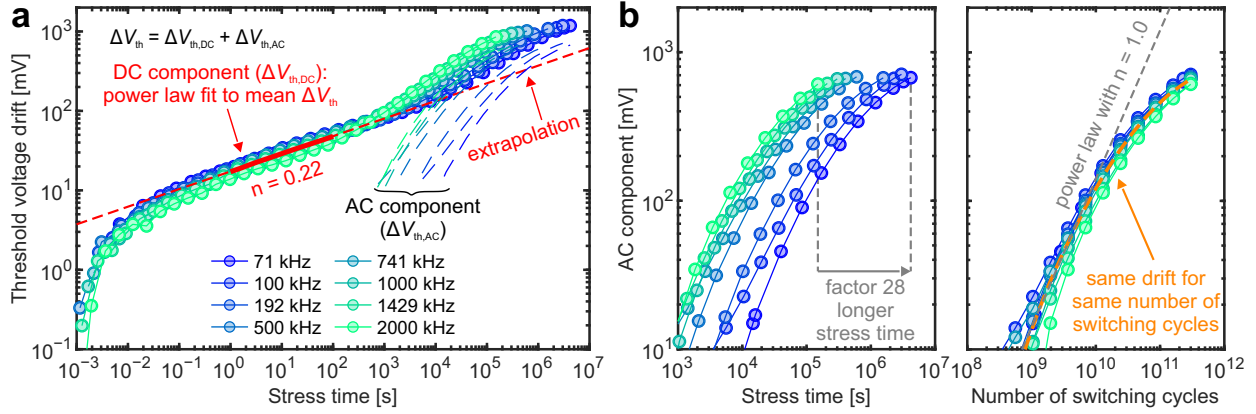 a
ΔVth = ΔVth,DC + ΔVth,AC
DC component (ΔVth,DC):
power law fit to mean ΔVth
n = 0.22
extrapolation
AC component
(ΔVth,AC)
71 kHz
100 kHz
192 kHz
500 kHz
741 kHz
1000 kHz
1429 kHz
2000 kHz
Threshold voltage drift [mV]
10³
10²
10¹
10⁰
10⁻¹
10⁻³ 10⁻² 10⁻¹ 10⁰ 10¹ 10² 10³ 10⁴ 10⁵ 10⁶ 10⁷
Stress time [s]
b
AC component [mV]
10³
10²
10¹
factor 28
longer
stress time
10³ 10⁴ 10⁵ 10⁶ 10⁷
Stress time [s]
power law with n = 1.0
same drift for
same number of
switching cycles
10⁸ 10⁹ 10¹⁰ 10¹¹ 10¹²
Number of switching cycles